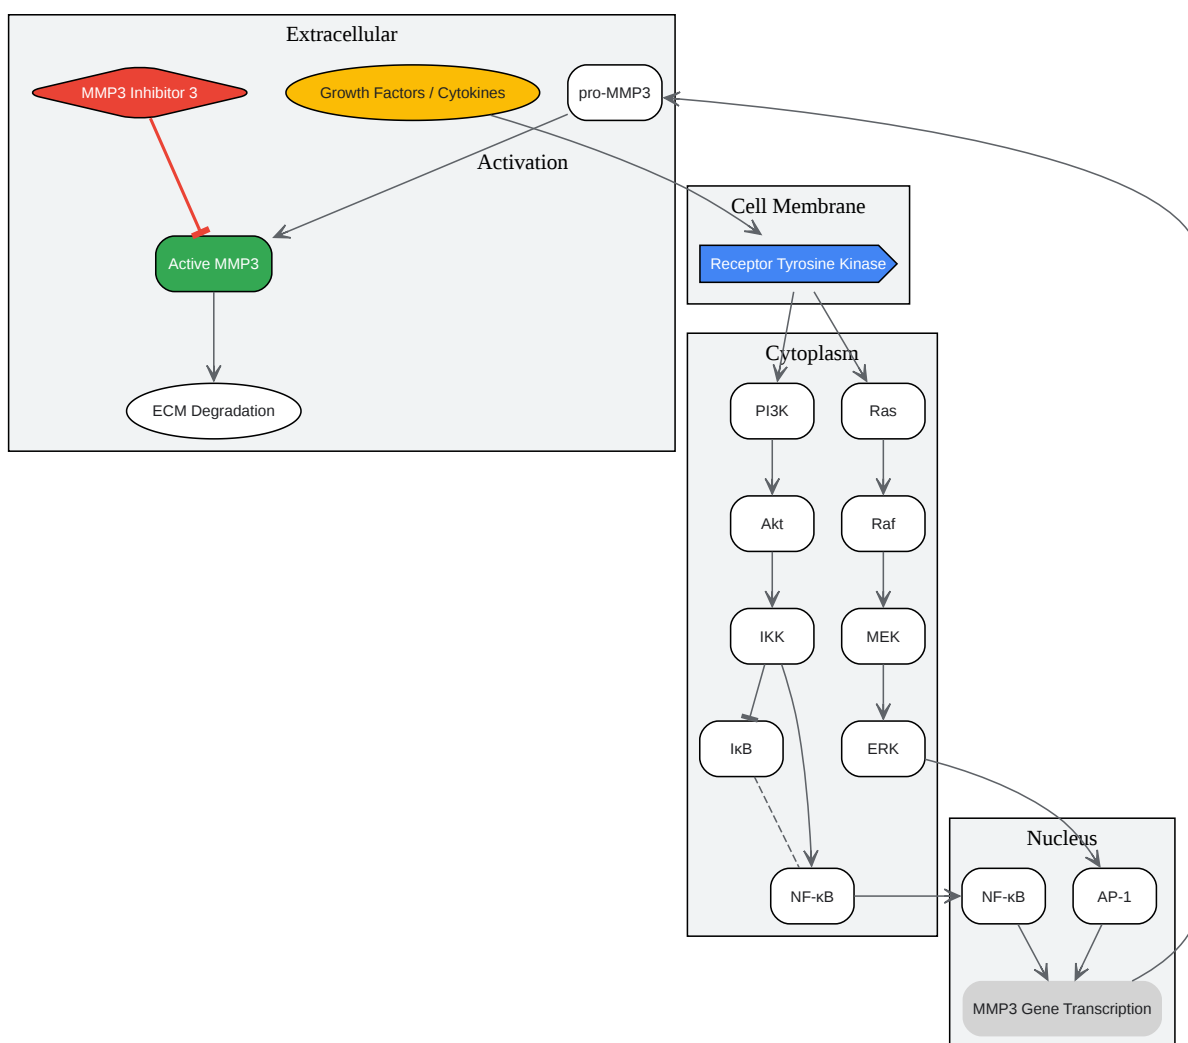 Extracellular
MMP3 Inhibitor 3
Growth Factors / Cytokines
pro-MMP3
Activation
Active MMP3
ECM Degradation
Cell Membrane
Receptor Tyrosine Kinase
Cytoplasm
PI3K
Ras
Akt
Raf
IKK
MEK
IκB
ERK
NF-κB
Nucleus
NF-κB
AP-1
MMP3 Gene Transcription